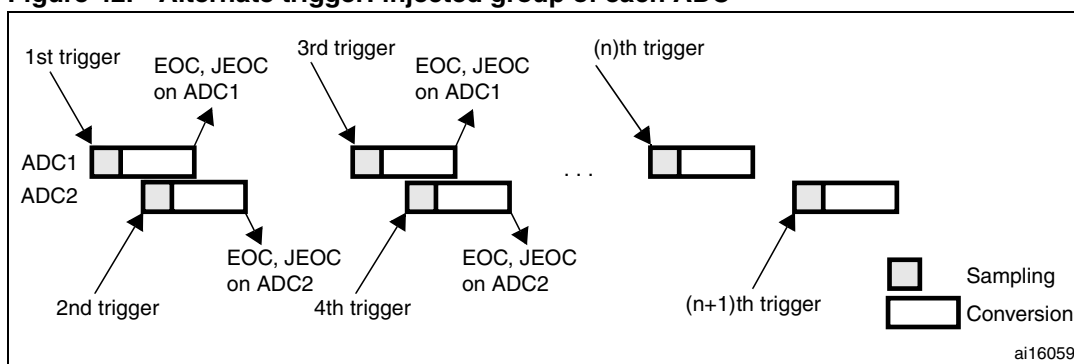 Figure 42. Alternate trigger: injected group of each ADC
1st trigger
EOC, JEOC
on ADC1
3rd trigger
EOC, JEOC
on ADC1
(n)th trigger
ADC1
ADC2
. . .
EOC, JEOC
on ADC2
EOC, JEOC
on ADC2
2nd trigger
4th trigger
(n+1)th trigger
Sampling
Conversion
ai16059